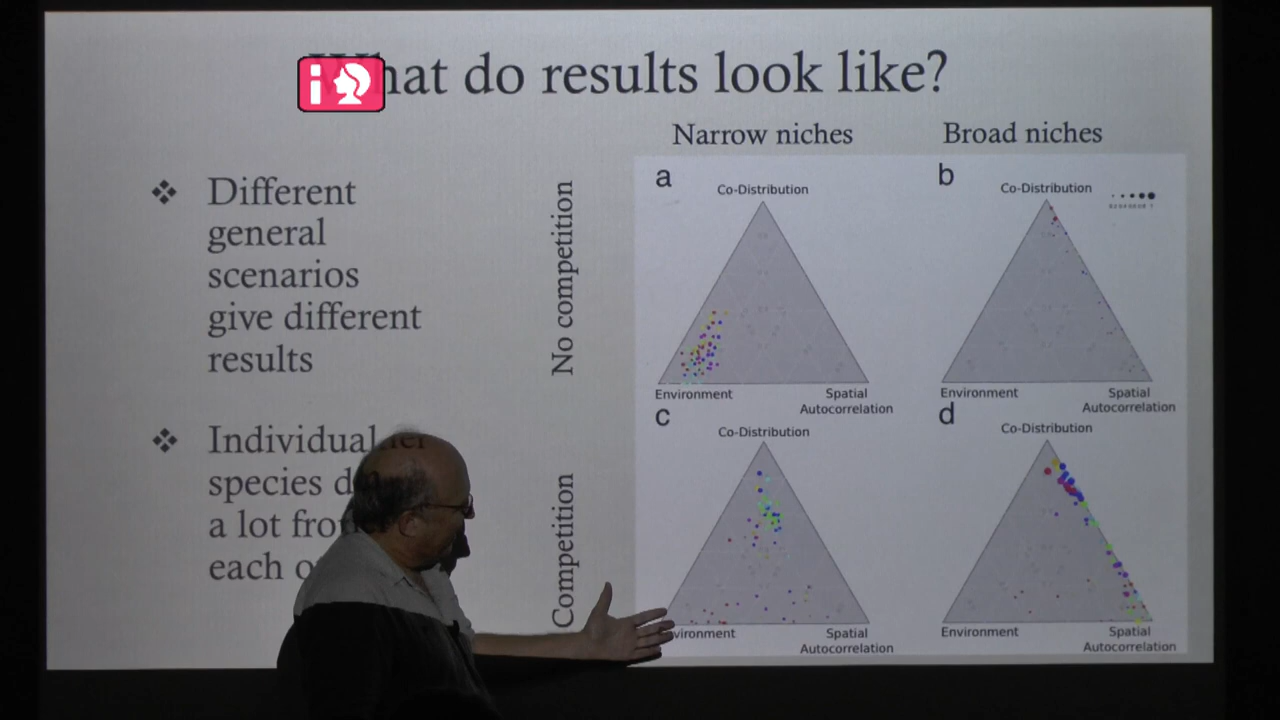 What do results look like?
Narrow niches
Broad niches
❖ Different
general
scenarios
give different
results
❖ Individual
species
a lot
each
No competition
Competition
a
Co-Distribution
Environment
Spatial
Autocorrelation
b
Co-Distribution
Environment
Spatial
Autocorrelation
c
Co-Distribution
Spatial
Autocorrelation
d
Co-Distribution
Environment
Spatial
Autocorrelation